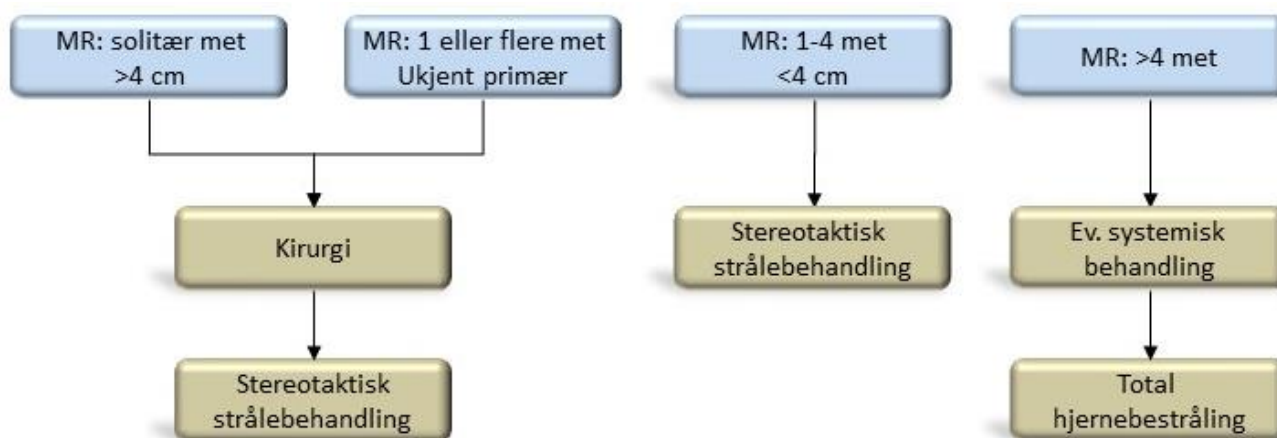 MR: solitær met
>4 cm
MR: 1 eller flere met
Ukjent primær
MR: 1-4 met
<4 cm
MR: >4 met
Kirurgi
Stereotaktisk
strålebehandling
Ev. systemisk
behandling
Stereotaktisk
strålebehandling
Total
hjernebestråling